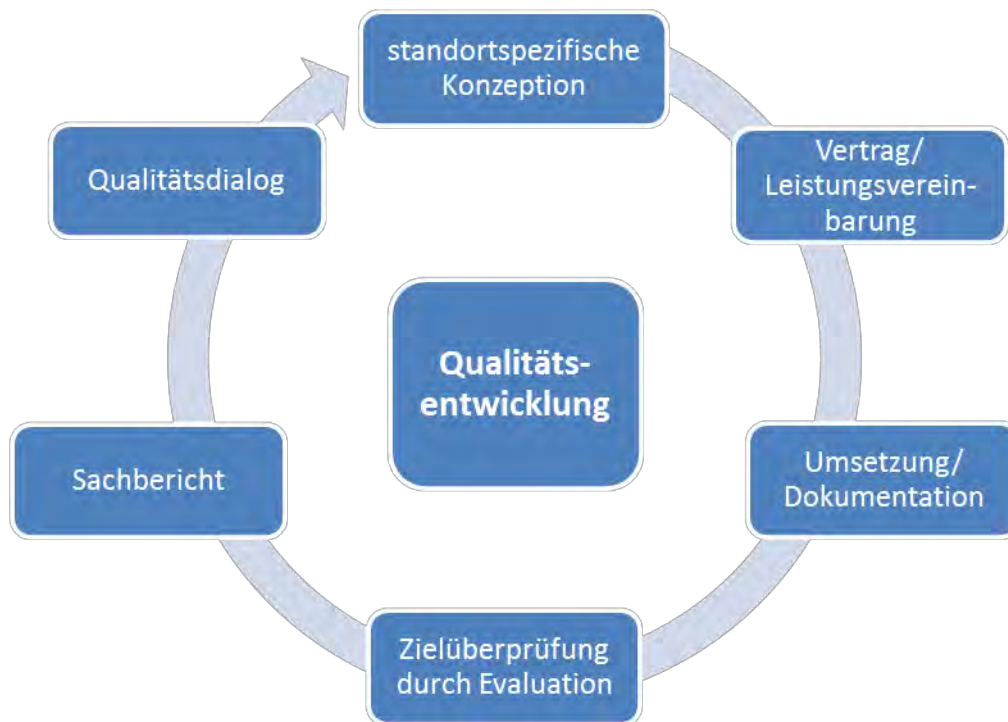 standortspezifische
Konzeption
Vertrag/
Leistungsverein-
barung
Umsetzung/
Dokumentation
Zielüberprüfung
durch Evaluation
Sachbericht
Qualitätsdialog
Qualitäts-
entwicklung